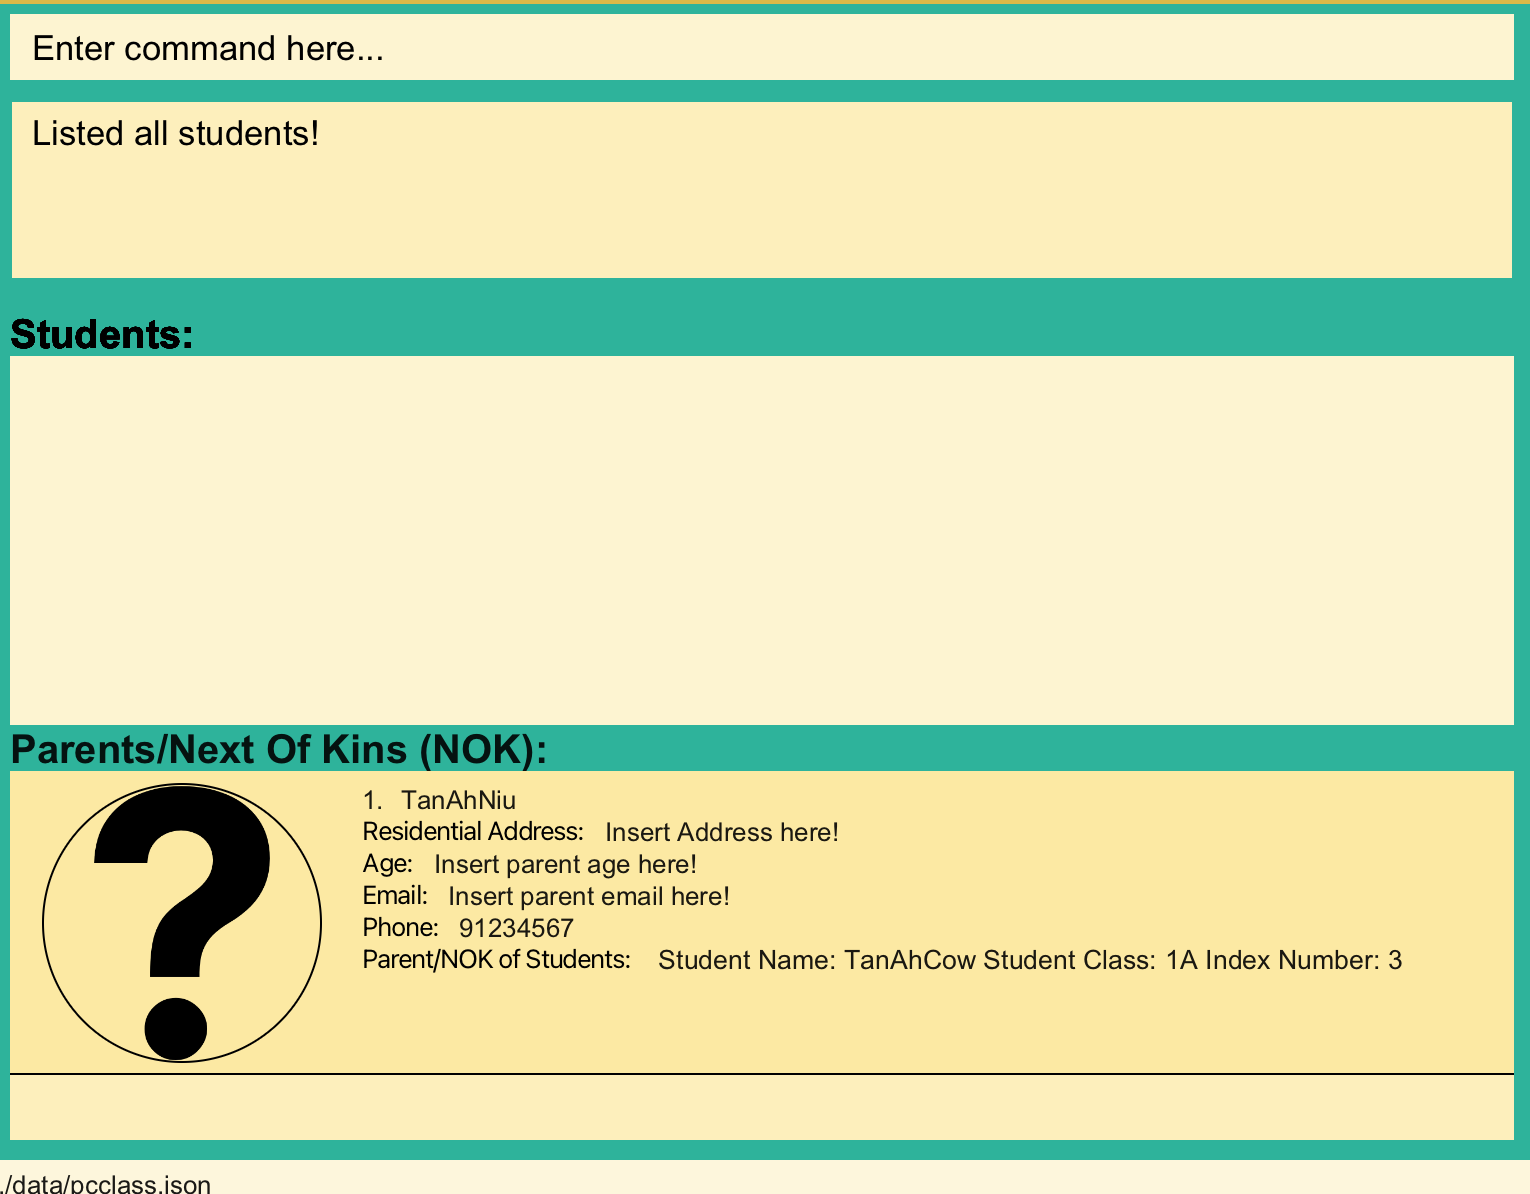 Enter command here...
Listed all students!
Students:
Parents/Next Of Kins (NOK):
1. TanAhNiu
Residential Address: Insert Address here!
Age: Insert parent age here!
Email: Insert parent email here!
Phone: 91234567
Parent/NOK of Students: Student Name: TanAhCow Student Class: 1A Index Number: 3
./data/pcclass.json